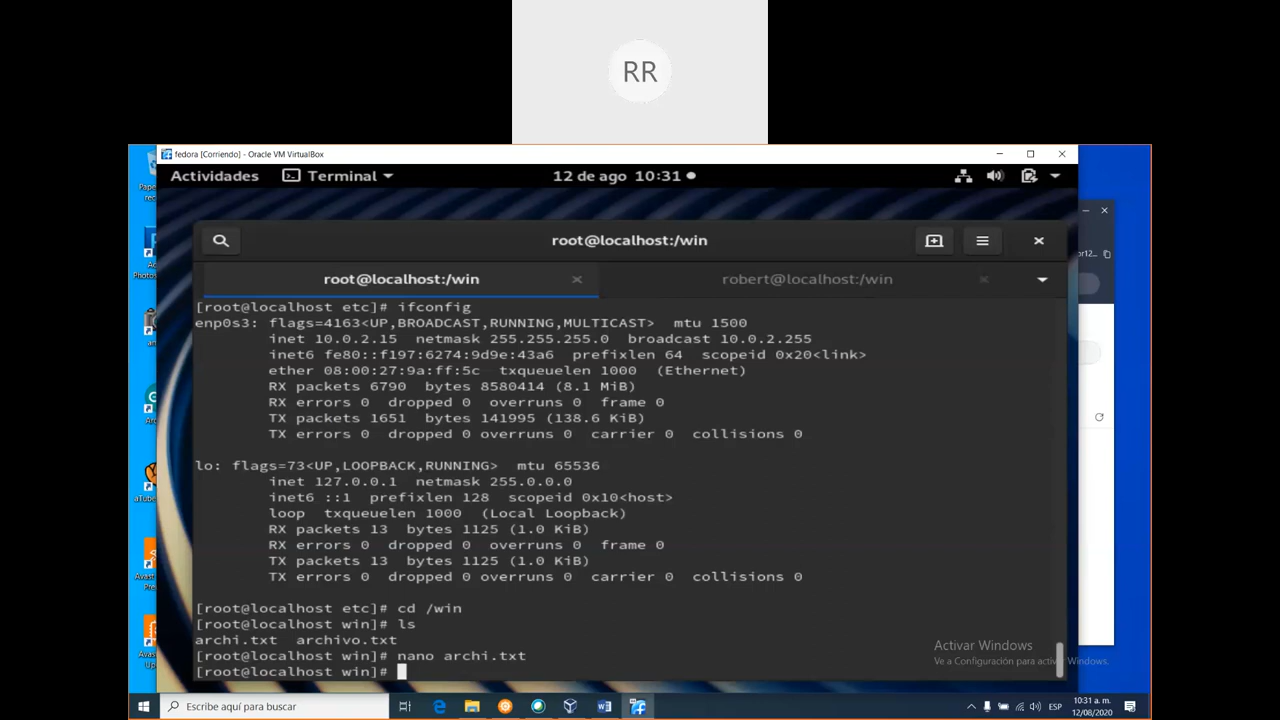 RR
fedora [Corriendo] - Oracle VM VirtualBox
Actividades Terminal 12 de ago 10:31
root@localhost:/win
root@localhost:/win robert@localhost:/win
[root@localhost etc]# ifconfig
enp0s3: flags=4163<UP,BROADCAST,RUNNING,MULTICAST> mtu 1500
inet 10.0.2.15 netmask 255.255.255.0 broadcast 10.0.2.255
inet6 fe80::f197:6274:9d9e:43a6 prefixlen 64 scopeid 0x20<link>
ether 08:00:27:9a:ff:5c txqueuelen 1000 (Ethernet)
RX packets 6790 bytes 8580414 (8.1 MiB)
RX errors 0 dropped 0 overruns 0 frame 0
TX packets 1651 bytes 141995 (138.6 KiB)
TX errors 0 dropped 0 overruns 0 carrier 0 collisions 0
lo: flags=73<UP,LOOPBACK,RUNNING> mtu 65536
inet 127.0.0.1 netmask 255.0.0.0
inet6 ::1 prefixlen 128 scopeid 0x10<host>
loop txqueuelen 1000 (Local Loopback)
RX packets 13 bytes 1125 (1.0 KiB)
RX errors 0 dropped 0 overruns 0 frame 0
TX packets 13 bytes 1125 (1.0 KiB)
TX errors 0 dropped 0 overruns 0 carrier 0 collisions 0
[root@localhost etc]# cd /win
[root@localhost win]# ls
archi.txt archivo.txt
[root@localhost win]# nano archi.txt
[root@localhost win]#
Activar Windows
Ve a Configuración para activar Windows.
Escribe aquí para buscar
ESP
10:31 a. m.
12/08/2020